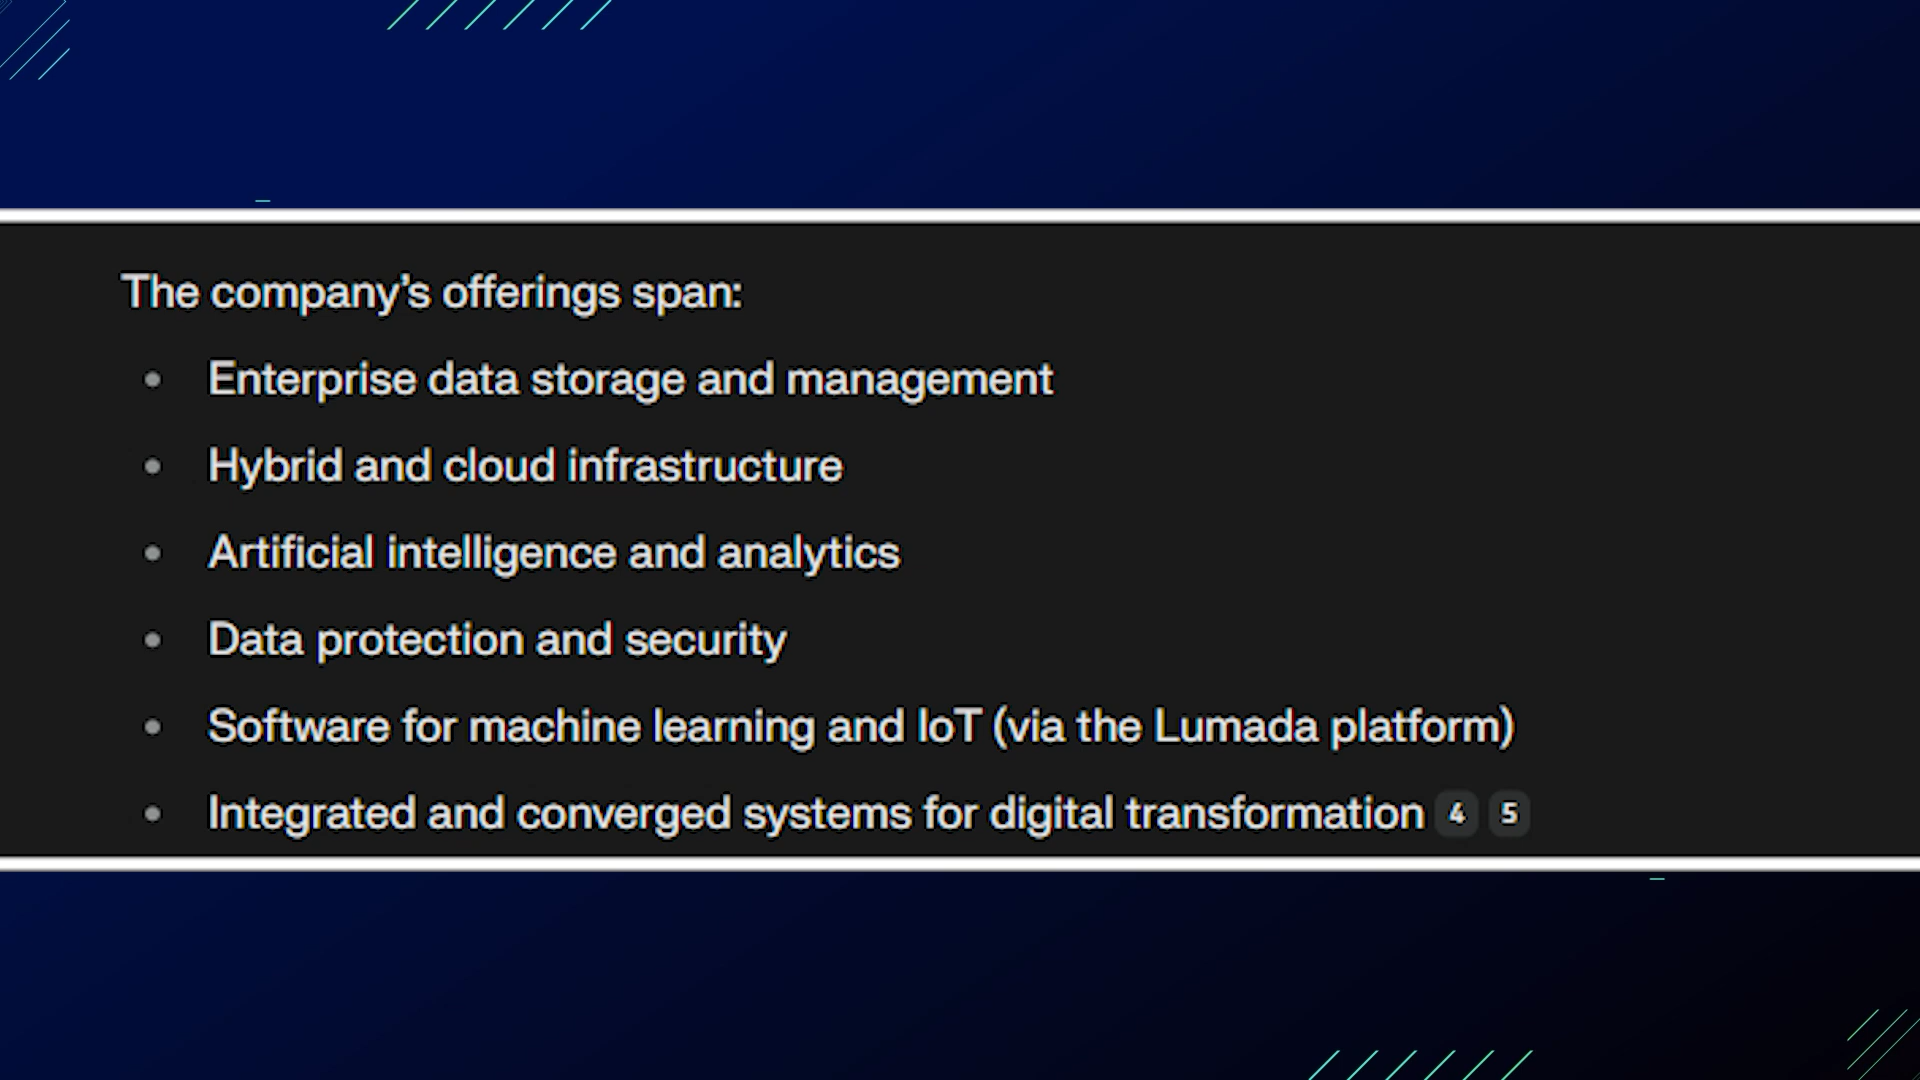 The company’s offerings span:
• Enterprise data storage and management
• Hybrid and cloud infrastructure
• Artificial intelligence and analytics
• Data protection and security
• Software for machine learning and IoT (via the Lumada platform)
• Integrated and converged systems for digital transformation 4 5